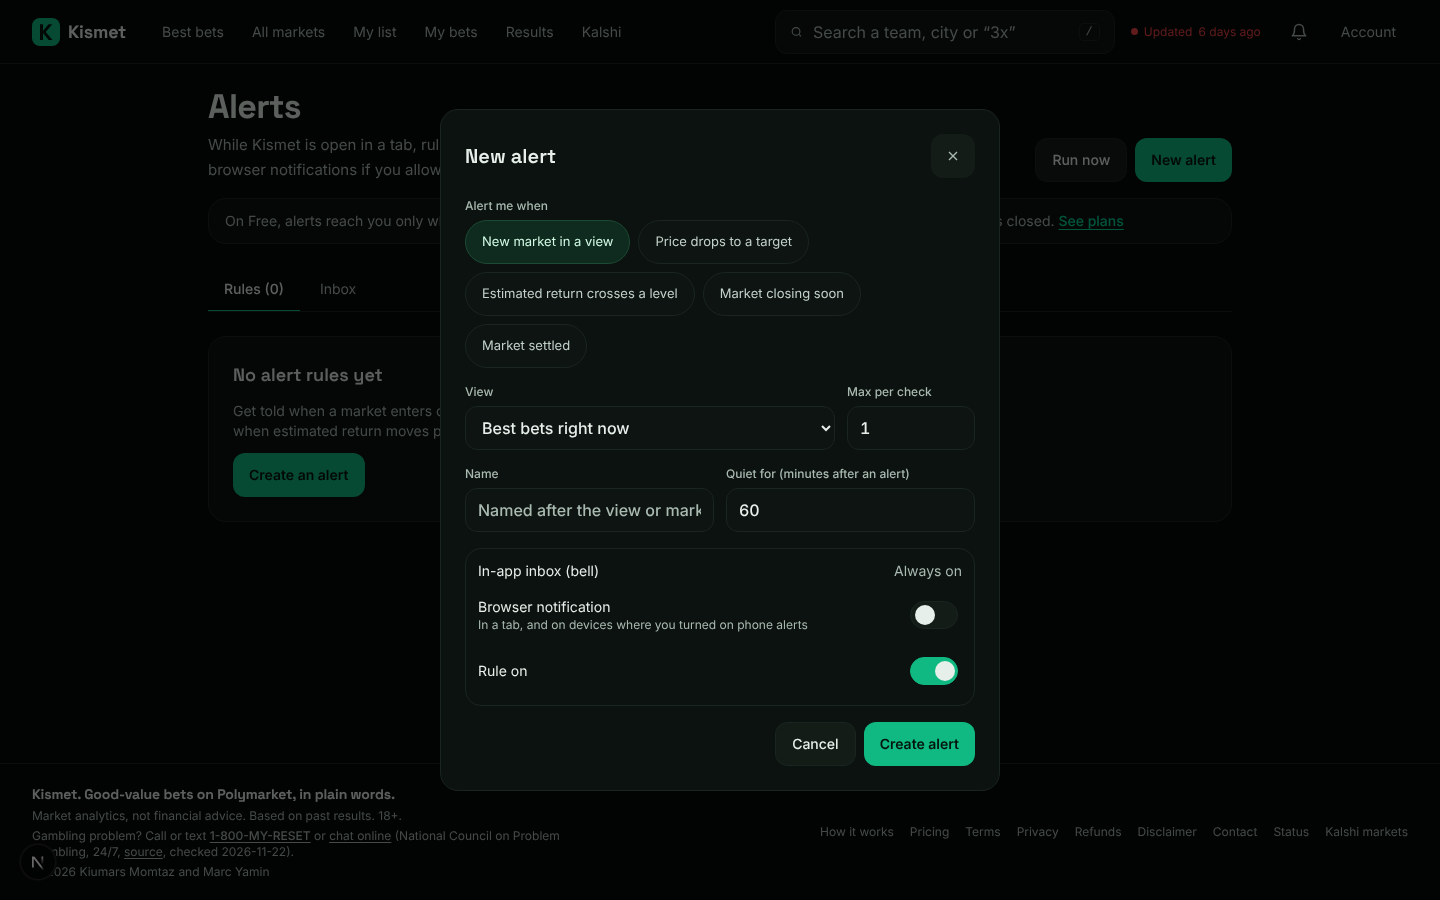 Kismet
Best bets
All markets
My list
My bets
Results
Kalshi
Search a team, city or “3x”
/
Updated 6 days ago
Account
Alerts
While Kismet is open in a tab, rul
browser notifications if you allow
Run now
New alert
On Free, alerts reach you only w
closed. See plans
Rules (0)
Inbox
No alert rules yet
Get told when a market enters
when estimated return moves
Create an alert
New alert
×
Alert me when
New market in a view
Price drops to a target
Estimated return crosses a level
Market closing soon
Market settled
View
Max per check
Best bets right now
1
Name
Quiet for (minutes after an alert)
Named after the view or mark
60
In-app inbox (bell)
Always on
Browser notification
In a tab, and on devices where you turned on phone alerts
Rule on
Cancel
Create alert
Kismet. Good-value bets on Polymarket, in plain words.
Market analytics, not financial advice. Based on past results. 18+.
Gambling problem? Call or text 1-800-MY-RESET or chat online (National Council on Problem
mbling, 24/7, source, checked 2026-11-22).
026 Kiumars Momtaz and Marc Yamin
N
How it works
Pricing
Terms
Privacy
Refunds
Disclaimer
Contact
Status
Kalshi markets